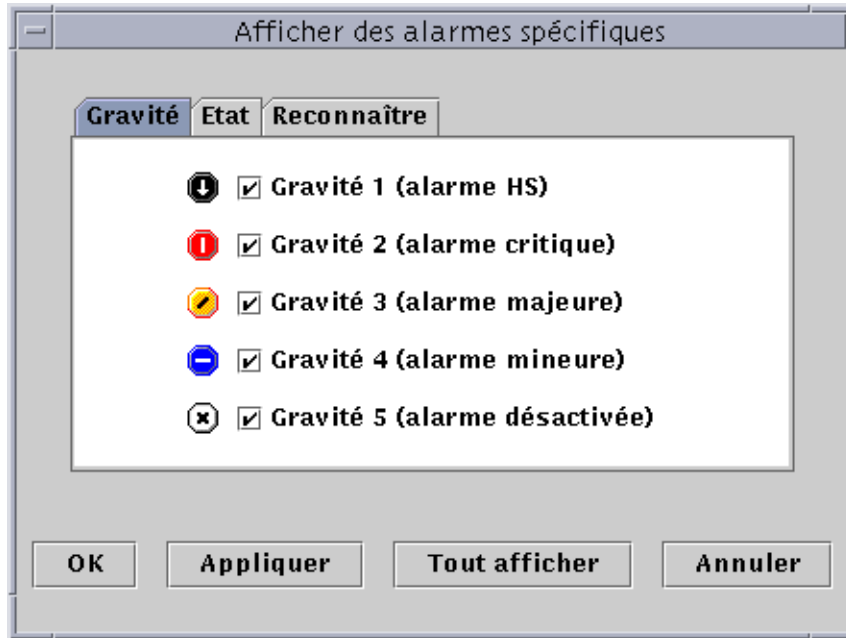 Afficher des alarmes spécifiques
Gravité Etat Reconnaître
Gravité 1 (alarme HS)
Gravité 2 (alarme critique)
Gravité 3 (alarme majeure)
Gravité 4 (alarme mineure)
Gravité 5 (alarme désactivée)
OK Appliquer Tout afficher Annuler